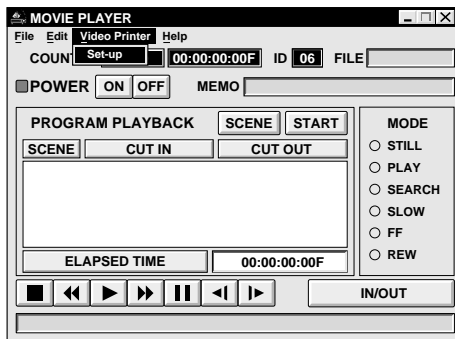 MOVIE PLAYER
File Edit Video Printer Help
Set-up
COUN 00:00:00:00F ID 06 FILE
POWER ON OFF MEMO
PROGRAM PLAYBACK SCENE START
SCENE CUT IN CUT OUT
ELAPSED TIME 00:00:00:00F
MODE
STILL
PLAY
SEARCH
SLOW
FF
REW
IN/OUT